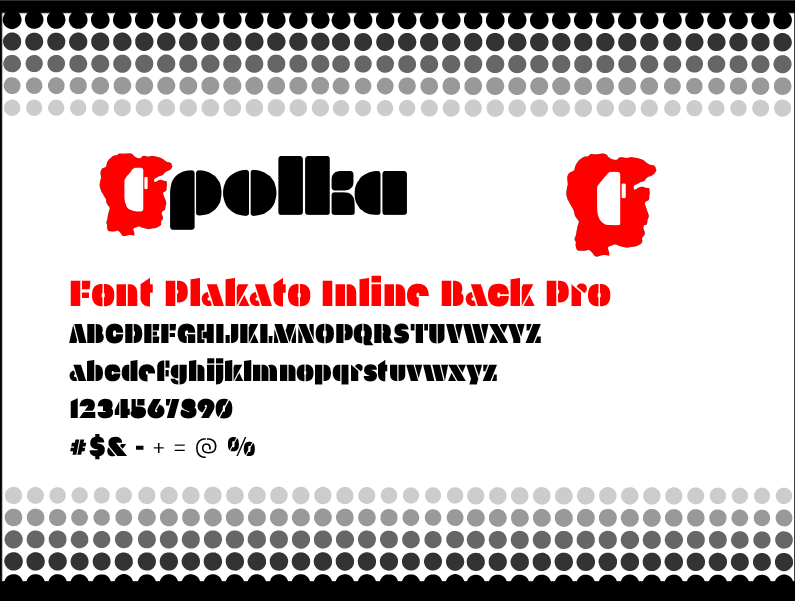 Gpolka
G
Font Plakato Inline Back Pro
ABCDEFGHIJKLMNOPQRSTUVWXYZ
abcdefghijklmnopqrstuvwxyz
1234567890
#$& - + = @ %